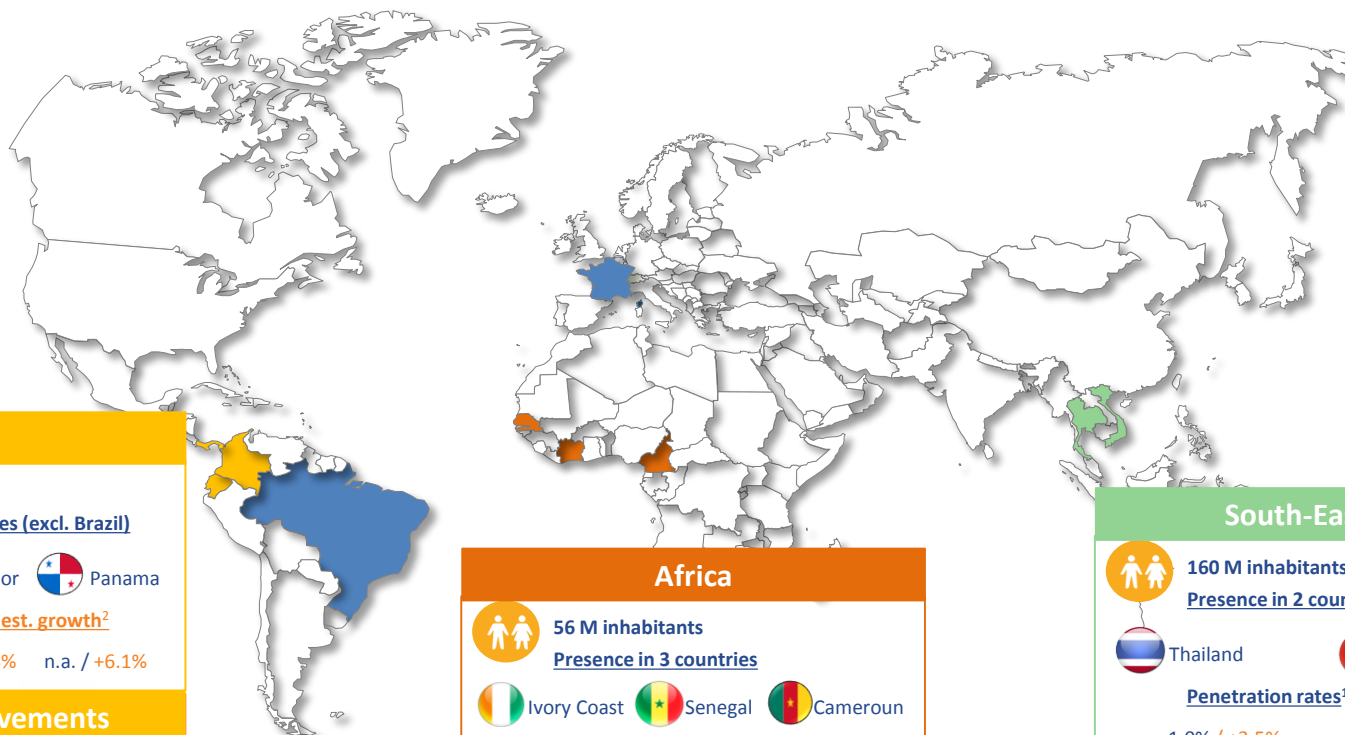 es (excl. Brazil)
or Panama
est. growth²
% n.a. / +6.1%
vements
Africa
56 M inhabitants
Presence in 3 countries
Ivory Coast Senegal Cameroun
South-Ea
160 M inhabitants
Presence in 2 coun
Thailand
Penetration rates¹